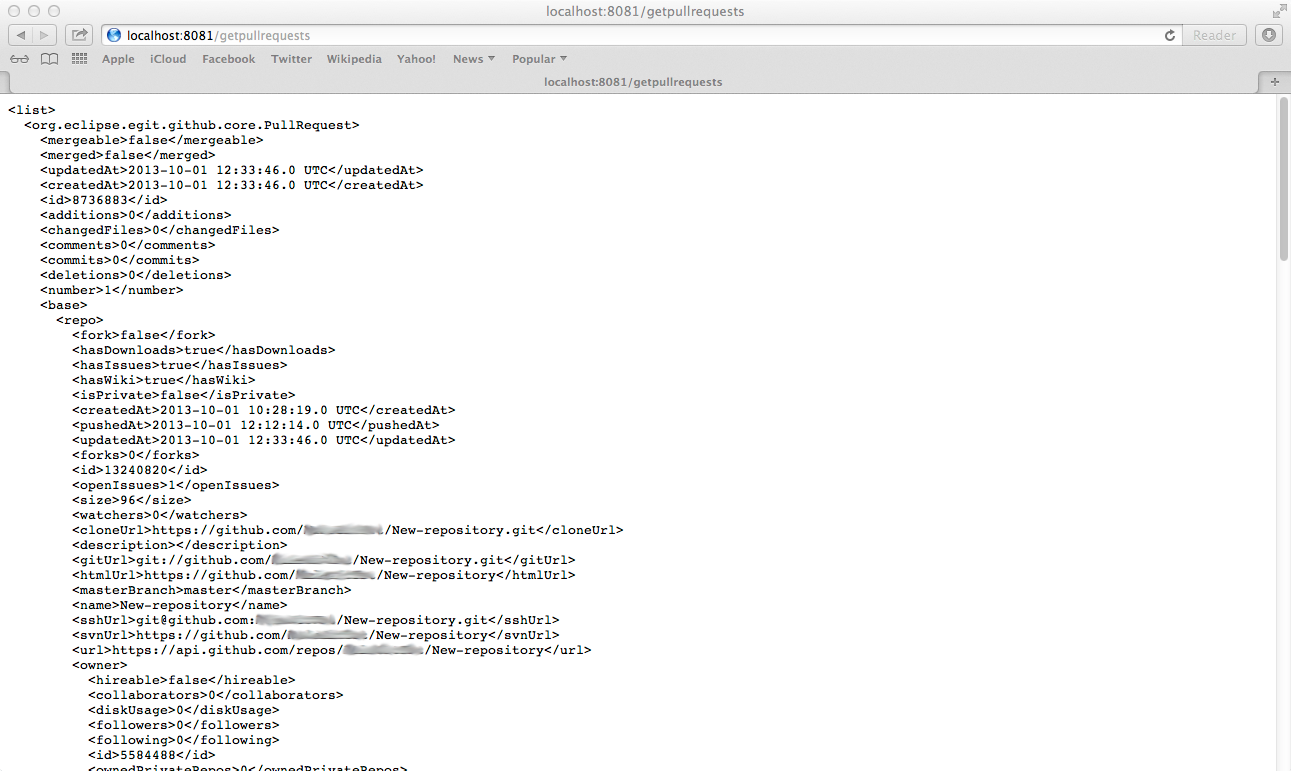 localhost:8081/getpullrequests
localhost:8081/getpullrequests Reader
Apple iCloud Facebook Twitter Wikipedia Yahoo! News Popular
localhost:8081/getpullrequests +
<list>
<org.eclipse.egit.github.core.PullRequest>
<mergeable>false</mergeable>
<merged>false</merged>
<updatedAt>2013-10-01 12:33:46.0 UTC</updatedAt>
<createdAt>2013-10-01 12:33:46.0 UTC</createdAt>
<id>8736883</id>
<additions>0</additions>
<changedFiles>0</changedFiles>
<comments>0</comments>
<commits>0</commits>
<deletions>0</deletions>
<number>1</number>
<base>
<repo>
<fork>false</fork>
<hasDownloads>true</hasDownloads>
<hasIssues>true</hasIssues>
<hasWiki>true</hasWiki>
<isPrivate>false</isPrivate>
<createdAt>2013-10-01 10:28:19.0 UTC</createdAt>
<pushedAt>2013-10-01 12:12:14.0 UTC</pushedAt>
<updatedAt>2013-10-01 12:33:46.0 UTC</updatedAt>
<forks>0</forks>
<id>13240820</id>
<openIssues>1</openIssues>
<size>96</size>
<watchers>0</watchers>
<cloneUrl>https://github.com/ /New-repository.git</cloneUrl>
<description></description>
<gitUrl>git://github.com/ /New-repository.git</gitUrl>
<htmlUrl>https://github.com/ /New-repository</htmlUrl>
<masterBranch>master</masterBranch>
<name>New-repository</name>
<sshUrl>git@github.com: /New-repository.git</sshUrl>
<svnUrl>https://github.com/ /New-repository</svnUrl>
<url>https://api.github.com/repos/ /New-repository</url>
<owner>
<hireable>false</hireable>
<collaborators>0</collaborators>
<diskUsage>0</diskUsage>
<followers>0</followers>
<following>0</following>
<id>5584488</id>
<ownedPrivateRepos>0</ownedPrivateRepos>